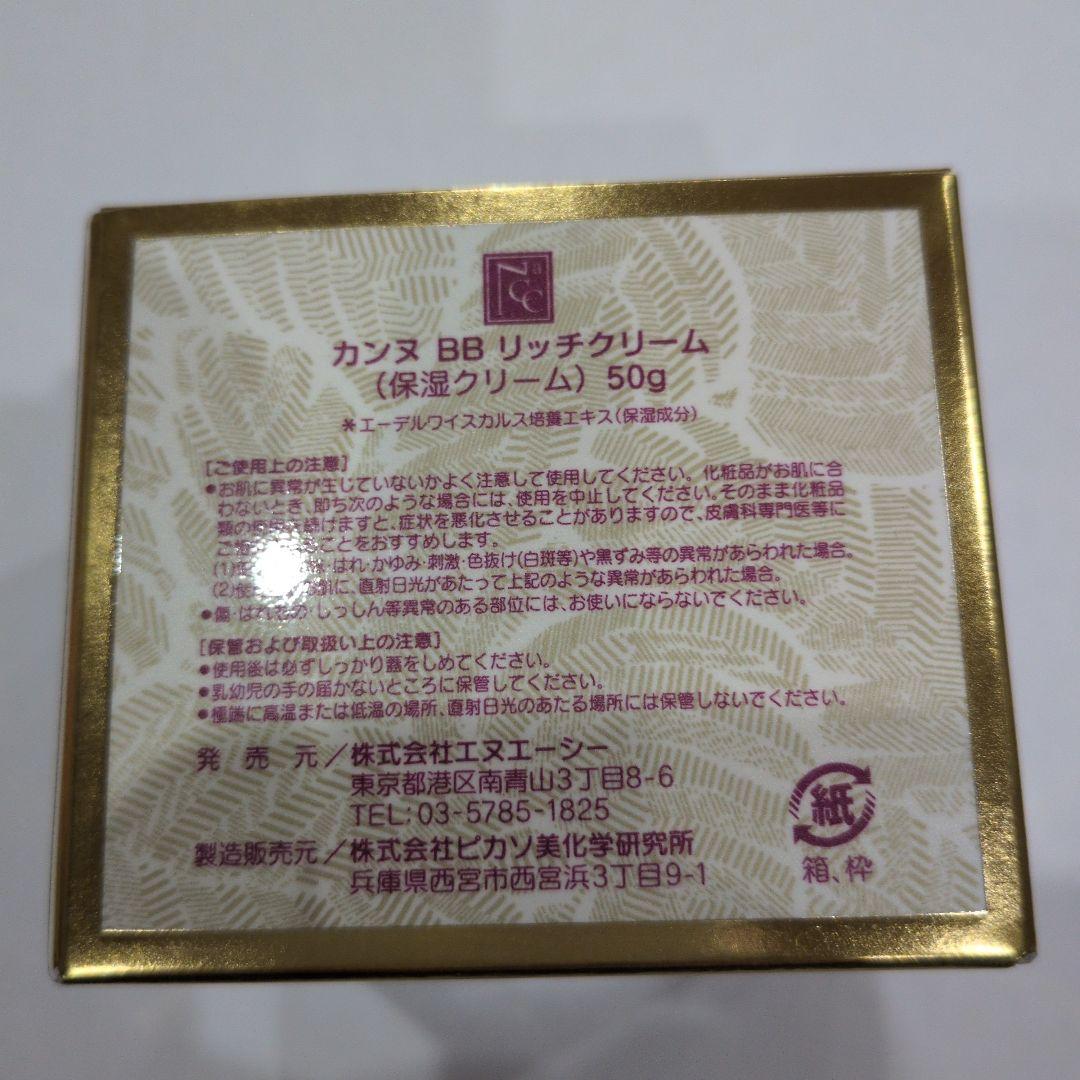 Nacc
カンヌ BB リッチクリーム
(保湿クリーム) 50g
*エーデルワイスカルス培養エキス(保湿成分)
[ご使用上の注意]
●お肌に異常が生じていないかよく注意して使用してください。化粧品がお肌に合
わないとき、即ち次のような場合には、使用を中止してください。そのまま化粧品
類の使用を続けますと、症状を悪化させることがありますので、皮膚科専門医等に
ことをおすすめします。
(1) はれ・かゆみ・刺激・色抜け(白斑等)や黒ずみ等の異常があらわれた場合。
(2) お肌に、直射日光があたって上記のような異常があらわれた場合。
●傷・はれもの・しっしん等異常のある部位には、お使いにならないでください。
[保管および取扱い上の注意]
●使用後は必ずしっかり蓋をしめてください。
●乳幼児の手の届かないところに保管してください。
●極端に高温または低温の場所、直射日光のあたる場所には保管しないでください。
発売元/株式会社エヌエーシー
東京都港区南青山3丁目8-6
TEL:03-5785-1825
製造販売元/株式会社ピカソ美化学研究所
兵庫県西宮市西宮浜3丁目9-1
紙
箱、枠